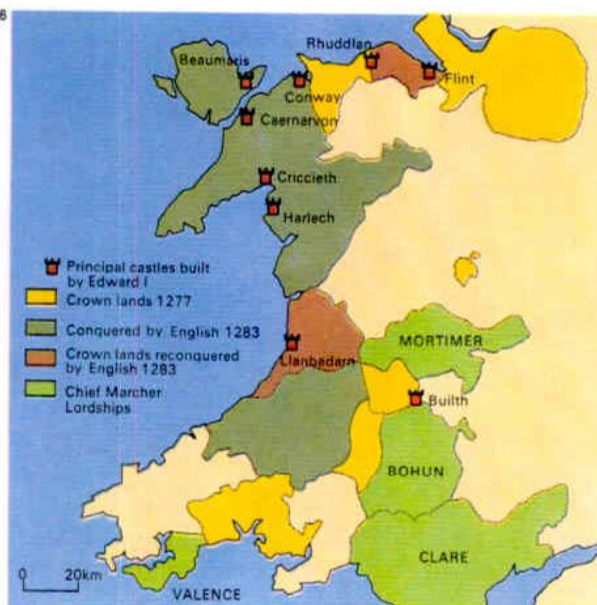 6
Rhuddlan
Beaumaris
Flint
Conway
Caernarvon
Criccieth
Harlech
Principal castles built
by Edward I
Crown lands 1277
Conquered by English 1283
Crown lands reconquered
by English 1283
Chief Marcher
Lordships
MORTIMER
Llanbadarn
Builth
BOHUN
CLARE
0 20km
VALENCE